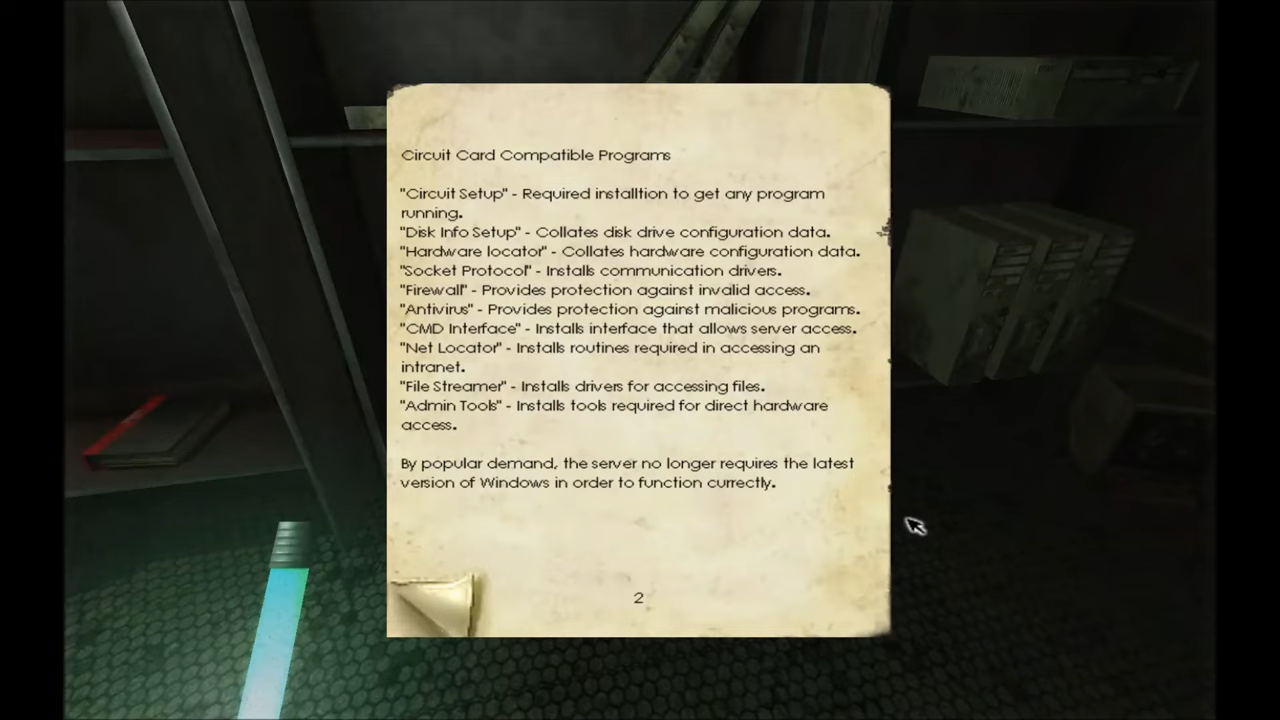 Circuit Card Compatible Programs
"Circuit Setup" - Required installtion to get any program
running.
"Disk Info Setup" - Collates disk drive configuration data.
"Hardware locator" - Collates hardware configuration data.
"Socket Protocol" - Installs communication drivers.
"Firewall" - Provides protection against invalid access.
"Antivirus" - Provides protection against malicious programs.
"CMD Interface" - Installs interface that allows server access.
"Net Locator" - Installs routines required in accessing an
intranet.
"File Streamer" - Installs drivers for accessing files.
"Admin Tools" - Installs tools required for direct hardware
access.
By popular demand, the server no longer requires the latest
version of Windows in order to function currectly.
2